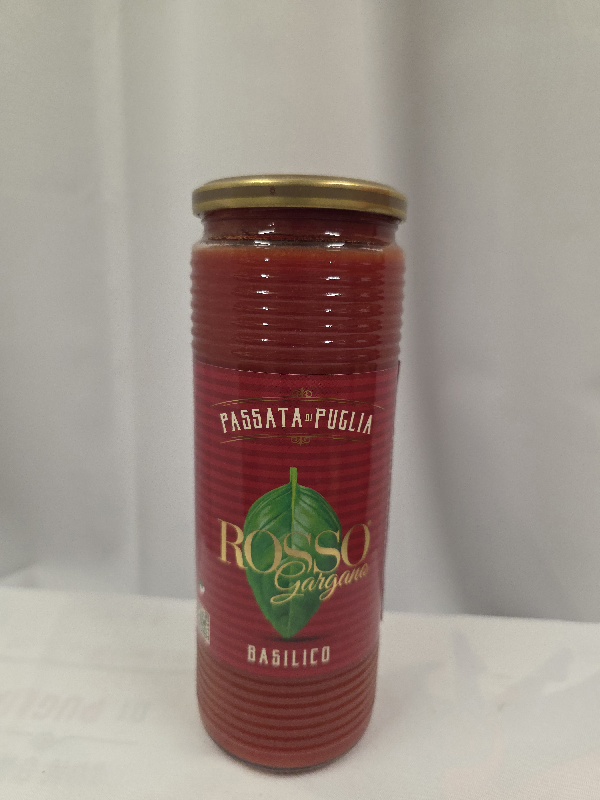 PASSATA DI PUGLIA
ROSSO
Gargano
BASILICO